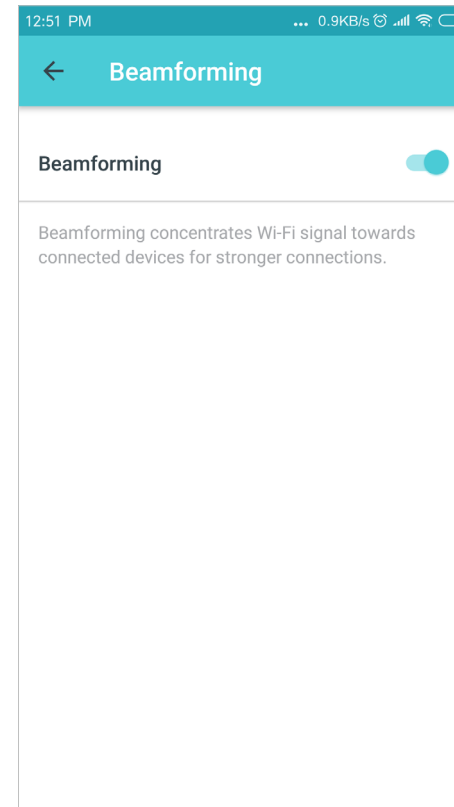 12:51 PM ... 0.9KB/s
Beamforming
Beamforming
Beamforming concentrates Wi-Fi signal towards
connected devices for stronger connections.